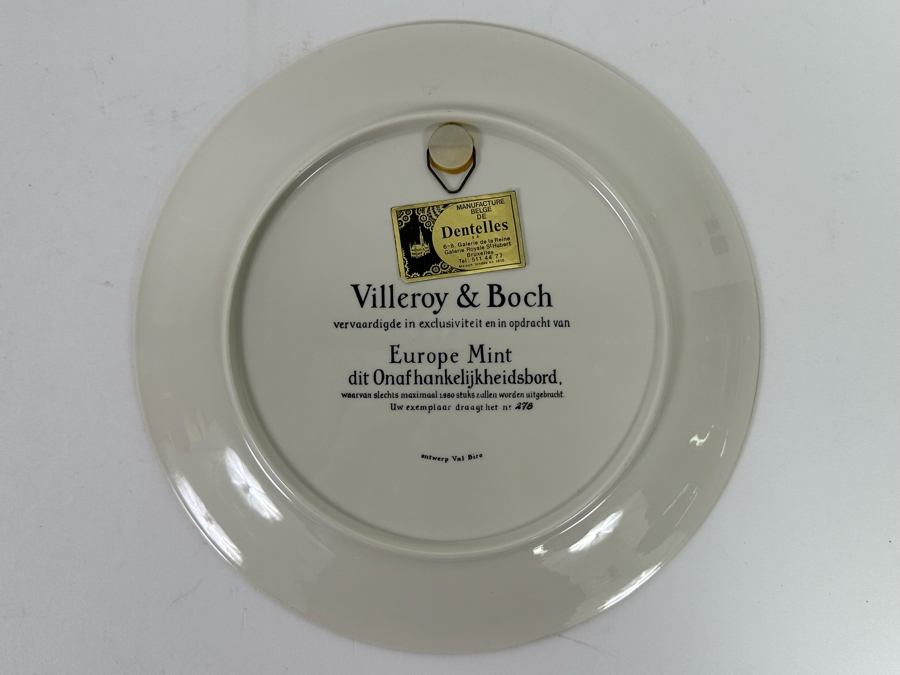 MANUFACTURE
BELGE
DE
Dentelles
S.A.
6-8, Galerie de la Reine
Galerie Royale St Hubert
Bruxelles
Tel: 511 44 77
Villeroy & Boch
vervaardigde in exclusiviteit en in opdracht van
Europe Mint
dit Onafhankelijkheidsbord,
waarvan slechts maximaal 1980 stuks zullen worden uitgebracht.
Uw exemplaar draagt het nr 278
ontwerp Val Biro